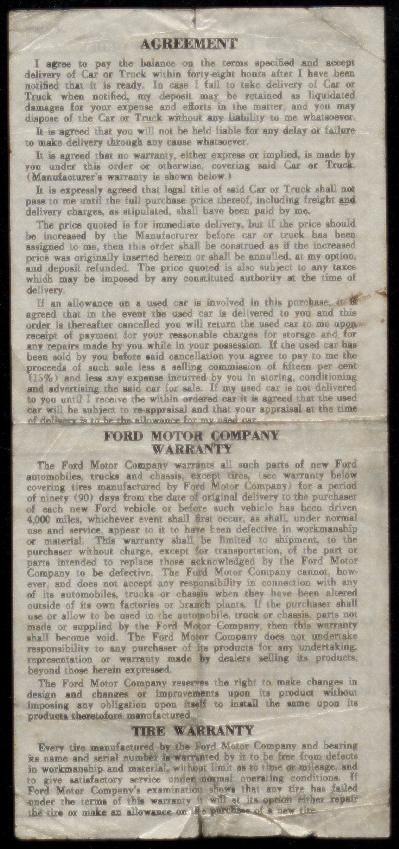 AGREEMENT
I agree to pay the balance on the terms specified and accept
delivery of Car or Truck within forty-eight hours after I have been
notified that it is ready. In case I fail to take delivery of Car or
Truck when notified, my deposit may be retained as liquidated
damages for your expense and efforts in the matter, and you may
dispose of the Car or Truck without any liability to me whatsoever.
It is agreed that you will not be held liable for any delay or failure
to make delivery through any cause whatsoever.
It is agreed that no warranty, either express or implied, is made by
you under this order or otherwise, covering said Car or Truck.
(Manufacturer's warranty is shown below.)
It is expressly agreed that legal title of said Car or Truck shall not
pass to me until the full purchase price thereof, including freight and
delivery charges, as stipulated, shall have been paid by me.
The price quoted is for immediate delivery, but if the price should
be increased by the Manufacturer before car or truck has been
assigned to me, then this order shall be construed as if the increased
price was originally inserted herein or shall be annulled, at my option,
and deposit refunded. The price quoted is also subject to any taxes
which may be imposed by any constituted authority at the time of
delivery.
If an allowance on a used car is involved in this purchase, it is
agreed that in the event the used car is delivered to you and this
order is thereafter cancelled you will return the used car to me upon
receipt of payment for your reasonable charges for storage and for
any repairs made by you while in your possession. If the used car has
been sold by you before said cancellation you agree to pay to me the
proceeds of such sale less a selling commission of fifteen per cent
(15%) and less any expense incurred by you in storing, conditioning
and advertising the said car for sale. If my used car is not delivered
to you until I receive the within ordered car it is agreed that the used
car will be subject to re-appraisal and that your appraisal at the time
of delivery is to be the allowance for my used car.
FORD MOTOR COMPANY
WARRANTY
The Ford Motor Company warrants all such parts of new Ford
automobiles, trucks and chassis, except tires, (see warranty below
covering tires manufactured by Ford Motor Company) for a period
of ninety (90) days from the date of original delivery to the purchaser
of each new Ford vehicle or before such vehicle has been driven
4,000 miles, whichever event shall first occur, as shall, under normal
use and service, appear to it to have been defective in workmanship
or material. This warranty shall be limited to shipment, to the
purchaser without charge, except for transportation, of the part or
parts intended to replace those acknowledged by the Ford Motor
Company to be defective. The Ford Motor Company cannot, how-
ever, and does not, accept any responsibility in connection with any
of its automobiles, trucks or chassis when they have been altered
outside of its own factories or branch plants. If the purchaser shall
use or allow to be used in the automobile, truck or chassis, parts not
made or supplied by the Ford Motor Company, then this warranty
shall become void. The Ford Motor Company does not undertake
responsibility to any purchaser of its products for any undertaking,
representation or warranty made by dealers selling its products,
beyond those herein expressed.
The Ford Motor Company reserves the right to make changes in
design and changes or improvements upon its product without
imposing any obligation upon itself to install the same upon its
products theretofore manufactured.
TIRE WARRANTY
Every tire manufactured by the Ford Motor Company and bearing
its name and serial number is warranted by it to be free from defects
in workmanship and material, without limit as to time or mileage, and
to give satisfactory service under normal operating conditions. If
Ford Motor Company's examination shows that any tire has failed
under the terms of this warranty it will at its option either repair
the tire or make an allowance on the purchase of a new tire.